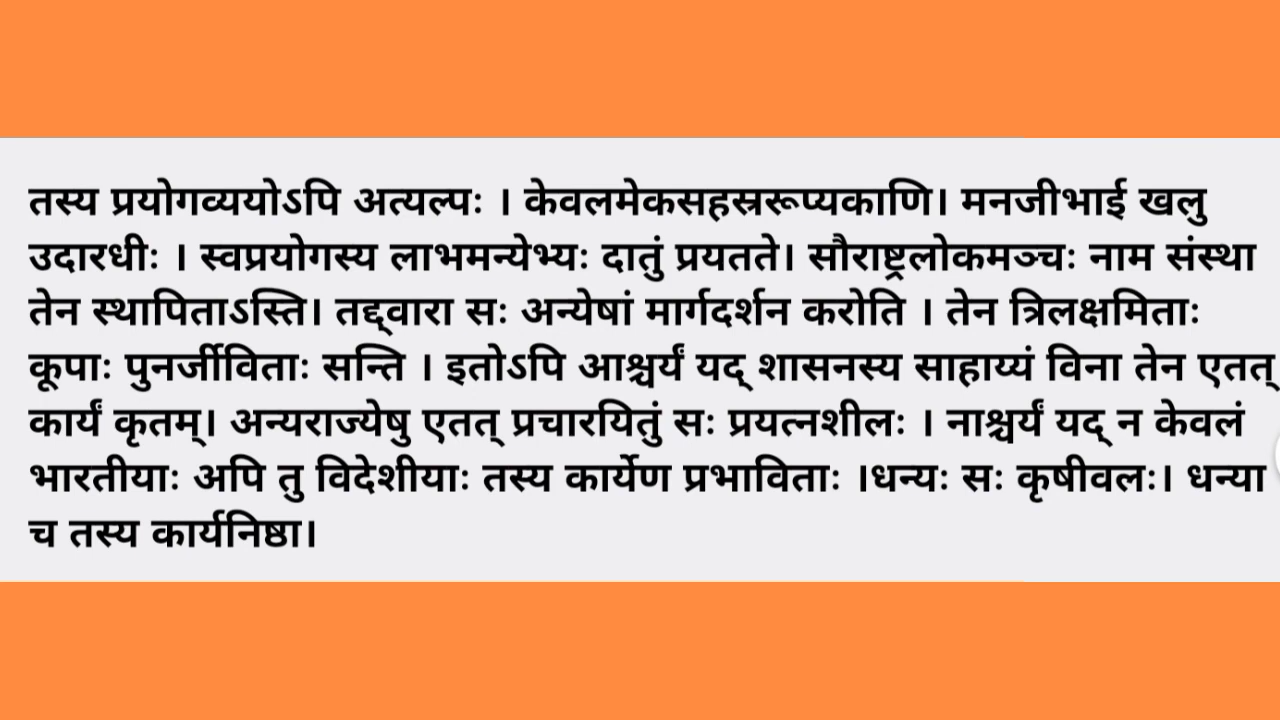 तस्य प्रयोगव्ययोऽपि अत्यल्पः । केवलमेकसहस्ररूप्यकाणि। मनजीभाई खलु
उदारधीः । स्वप्रयोगस्य लाभमन्येभ्यः दातुं प्रयतते। सौराष्ट्रलोकमञ्चः नाम संस्था
तेन स्थापिताऽस्ति। तद्द्वारा सः अन्येषां मार्गदर्शन करोति । तेन त्रिलक्षमिताः
कूपाः पुनर्जीविताः सन्ति । इतोऽपि आश्चर्यं यद् शासनस्य साहाय्यं विना तेन एतत्
कार्यं कृतम्। अन्यराज्येषु एतत् प्रचारयितुं सः प्रयत्नशीलः । नाश्चर्यं यद् न केवलं
भारतीयाः अपि तु विदेशीयाः तस्य कार्येण प्रभाविताः ।धन्यः सः कृषीवलः। धन्या
च तस्य कार्यनिष्ठा।